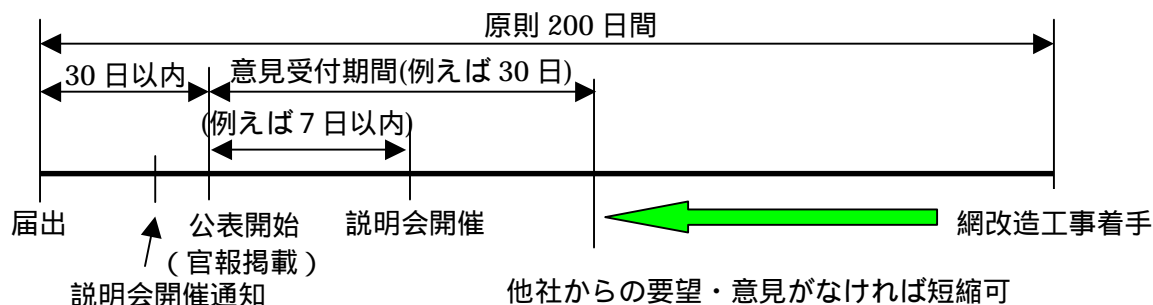 原則 200 日間
30 日以内
意見受付期間(例えば 30 日)
(例えば 7 日以内)
届出
公表開始
説明会開催
網改造工事着手
( 官報掲載 )
説明会開催通知
他社からの要望・意見がなければ短縮可